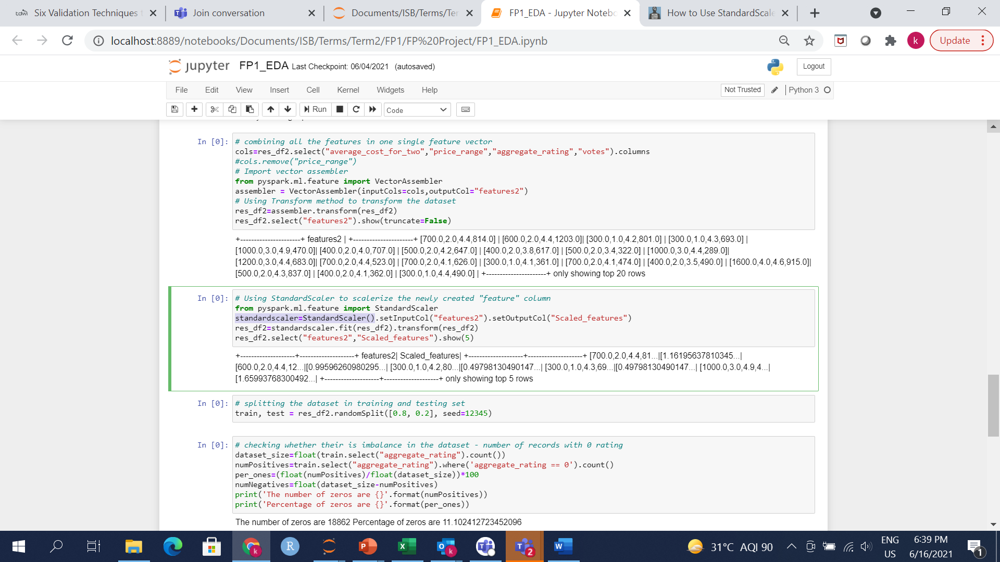 tdwi Six Validation Techniques
Join conversation
Documents/ISB/Terms/Ter
FP1_EDA - Jupyter Notebo
How to Use StandardScale
localhost:8889/notebooks/Documents/ISB/Terms/Term2/FP1/FP%20Project/FP1_EDA.ipynb
k
Update
jupyter FP1_EDA Last Checkpoint: 06/04/2021 (autosaved)
Logout
File Edit View Insert Cell Kernel Widgets Help
Not Trusted
Python 3
Run
Code
In [0]: # combining all the features in one single feature vector
cols=res_df2.select("average_cost_for_two","price_range","aggregate_rating","votes").columns
#cols.remove("price_range")
# Import vector assembler
from pyspark.ml.feature import VectorAssembler
assembler = VectorAssembler(inputCols=cols,outputCol="features2")
# Using Transform method to transform the dataset
res_df2=assembler.transform(res_df2)
res_df2.select("features2").show(truncate=False)
+----------------------+ features2 | +----------------------+ [700.0,2.0,4.4,814.0] | [600.0,2.0,4.4,1203.0]| [300.0,1.0,4.2,801.0] | [300.0,1.0,4.3,693.0] |
[1000.0,3.0,4.9,470.0]| [400.0,2.0,4.0,707.0] | [500.0,2.0,4.2,647.0] | [400.0,2.0,3.8,617.0] | [500.0,2.0,3.4,322.0] | [1000.0,3.0,4.4,289.0]|
[1200.0,3.0,4.4,683.0]| [700.0,2.0,4.4,523.0] | [700.0,2.0,4.1,626.0] | [300.0,1.0,4.1,361.0] | [700.0,2.0,4.1,474.0] | [400.0,2.0,3.5,490.0] | [1600.0,4.0,4.6,915.0]|
[500.0,2.0,4.3,837.0] | [400.0,2.0,4.1,362.0] | [300.0,1.0,4.4,490.0] | +----------------------+ only showing top 20 rows
In [0]: # Using StandardScaler to scalerize the newly created "feature" column
from pyspark.ml.feature import StandardScaler
standardscaler=StandardScaler().setInputCol("features2").setOutputCol("Scaled_features")
res_df2=standardscaler.fit(res_df2).transform(res_df2)
res_df2.select("features2","Scaled_features").show(5)
+--------------------+--------------------+ features2| Scaled_features| +--------------------+--------------------+ [700.0,2.0,4.4,81...|[1.16195637810345...|
[600.0,2.0,4.4,12...|[0.99596260980295...| [300.0,1.0,4.2,80...|[0.49798130490147...| [300.0,1.0,4.3,69...|[0.49798130490147...| [1000.0,3.0,4.9,4...|
[1.65993768300492...| +--------------------+--------------------+ only showing top 5 rows
In [0]: # splitting the dataset in training and testing set
train, test = res_df2.randomSplit([0.8, 0.2], seed=12345)
In [0]: # checking whether their is imbalance in the dataset - number of records with 0 rating
dataset_size=float(train.select("aggregate_rating").count())
numPositives=train.select("aggregate_rating").where('aggregate_rating == 0').count()
per_ones=(float(numPositives)/float(dataset_size))*100
numNegatives=float(dataset_size-numPositives)
print('The number of zeros are {}'.format(numPositives))
print('Percentage of zeros are {}'.format(per_ones))
The number of zeros are 18862 Percentage of zeros are 11.102412723452096
31°C AQI 90
ENG
US
6:39 PM
6/16/2021
1